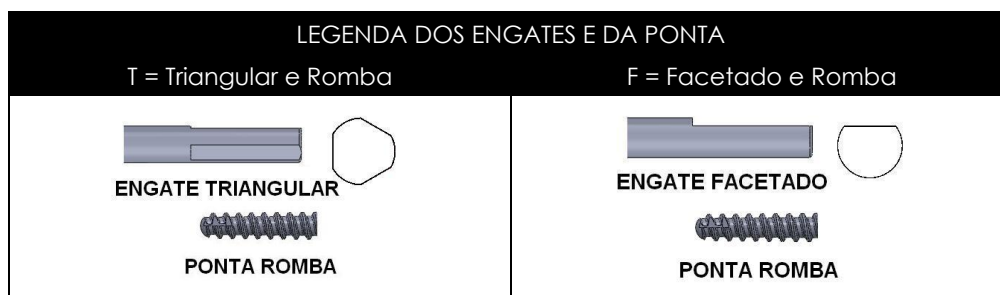 LEGENDA DOS ENGATES E DA PONTA
T = Triangular e Romba
F = Facetado e Romba
ENGATE TRIANGULAR
PONTA ROMBA
ENGATE FACETADO
PONTA ROMBA